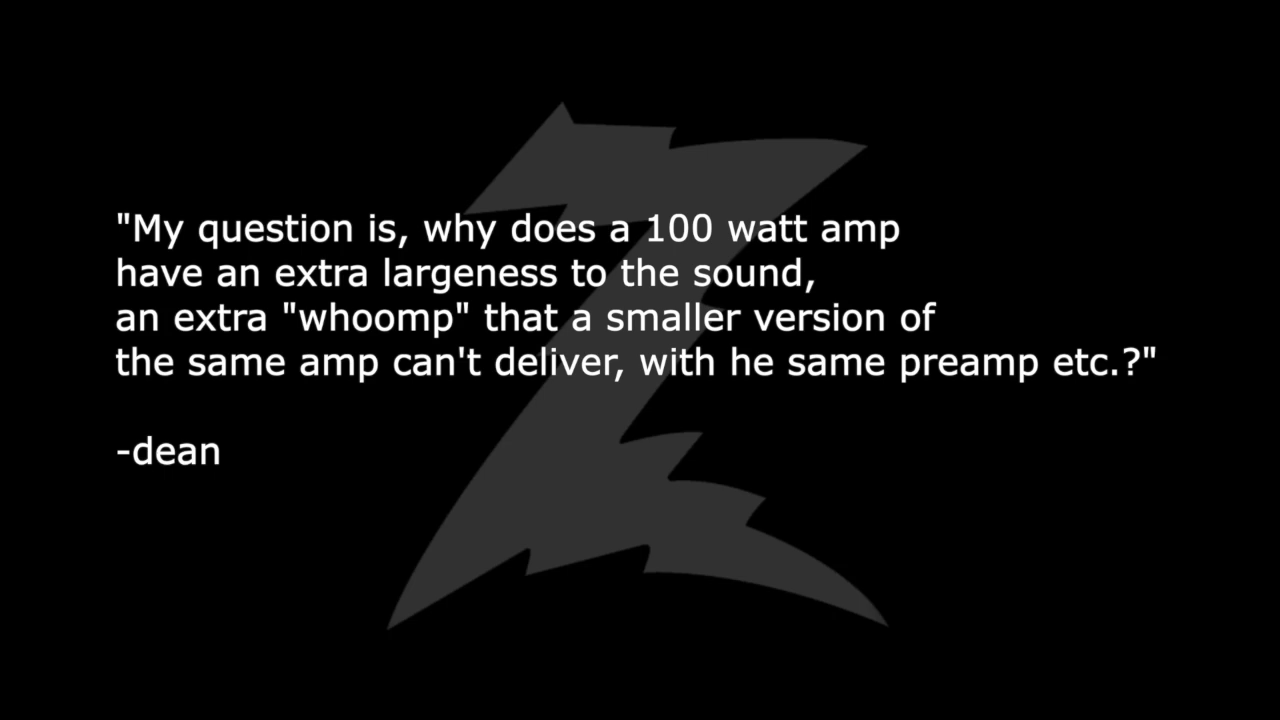 "My question is, why does a 100 watt amp
have an extra largeness to the sound,
an extra "whoomp" that a smaller version of
the same amp can't deliver, with he same preamp etc.?"
-dean